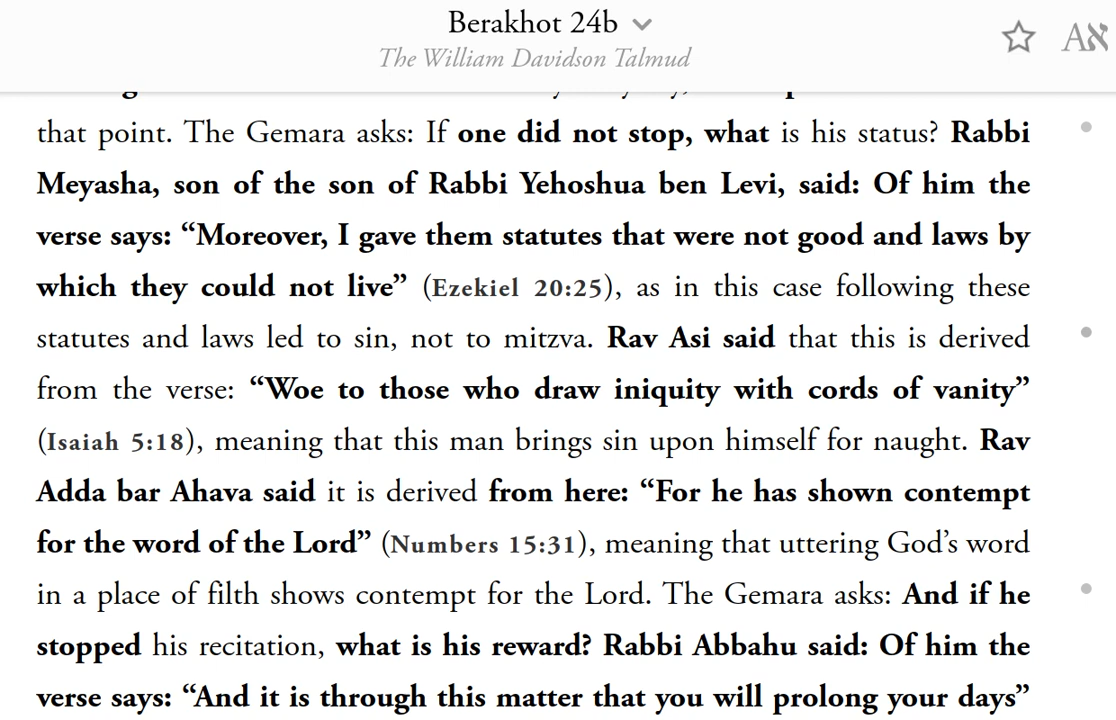 Berakhot 24b
The William Davidson Talmud
Aא
that point. The Gemara asks: If one did not stop, what is his status? Rabbi
Meyasha, son of the son of Rabbi Yehoshua ben Levi, said: Of him the
verse says: “Moreover, I gave them statutes that were not good and laws by
which they could not live” (Ezekiel 20:25), as in this case following these
statutes and laws led to sin, not to mitzva. Rav Asi said that this is derived
from the verse: “Woe to those who draw iniquity with cords of vanity”
(Isaiah 5:18), meaning that this man brings sin upon himself for naught. Rav
Adda bar Ahava said it is derived from here: “For he has shown contempt
for the word of the Lord” (Numbers 15:31), meaning that uttering God’s word
in a place of filth shows contempt for the Lord. The Gemara asks: And if he
stopped his recitation, what is his reward? Rabbi Abbahu said: Of him the
verse says: “And it is through this matter that you will prolong your days”